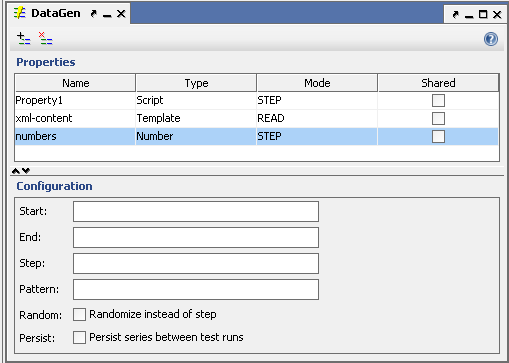 DataGen
Properties
Name Type Mode Shared
Property1 Script STEP
xml-content Template READ
numbers Number STEP
Configuration
Start:
End:
Step:
Pattern:
Random: Randomize instead of step
Persist: Persist series between test runs